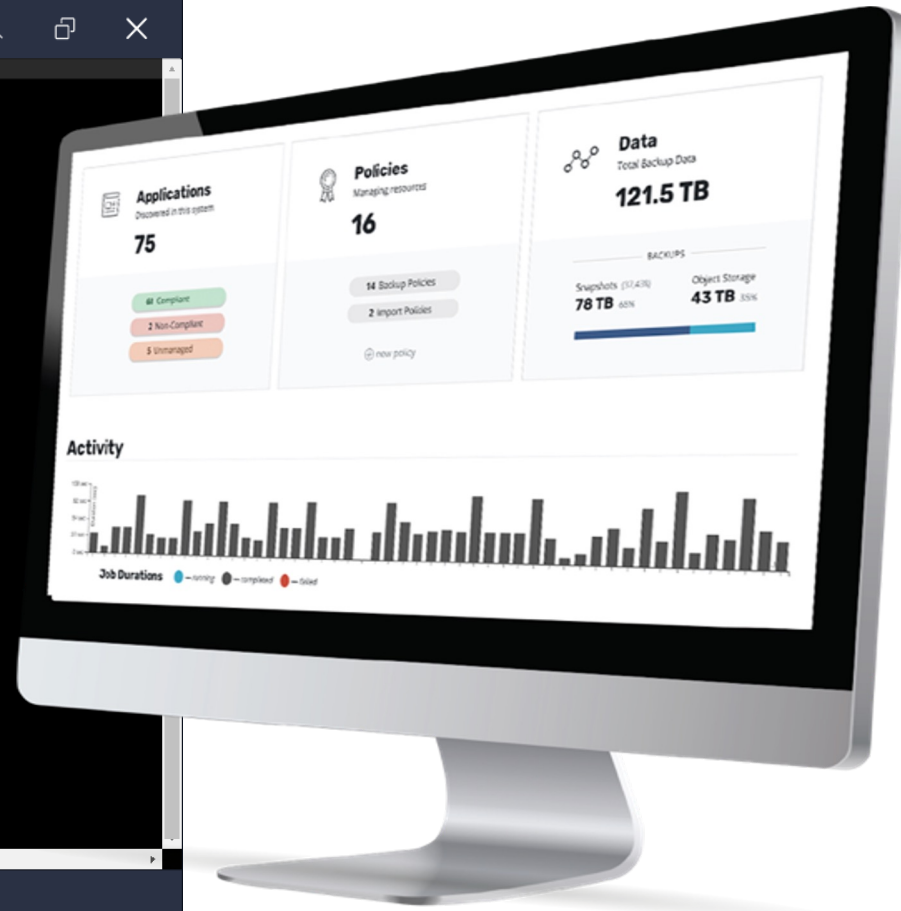 Applications
Discovered in this system
75
Compliant
2 Non-Compliant
5 Unmanaged
Policies
Managing resources
16
14 Backup Policies
2 Import Policies
new policy
Data
Total Backup Data
121.5 TB
BACKUPS
Snapshots
78 TB 65%
Object Storage
43 TB 35%
Activity
Job Durations
running
completed
failed